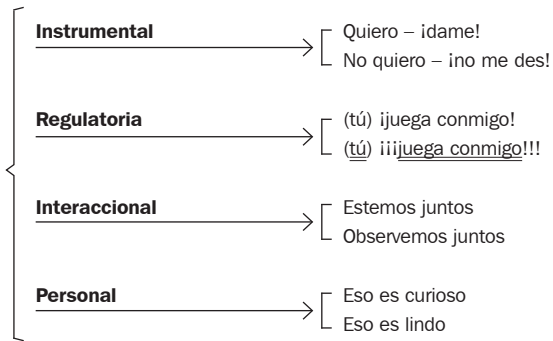 Instrumental
Quiero – ¡dame!
No quiero – ¡no me des!
Regulatoria
(tú) ¡juega conmigo!
(tú) ¡¡¡juega conmigo!!!
Interaccional
Estemos juntos
Observemos juntos
Personal
Eso es curioso
Eso es lindo